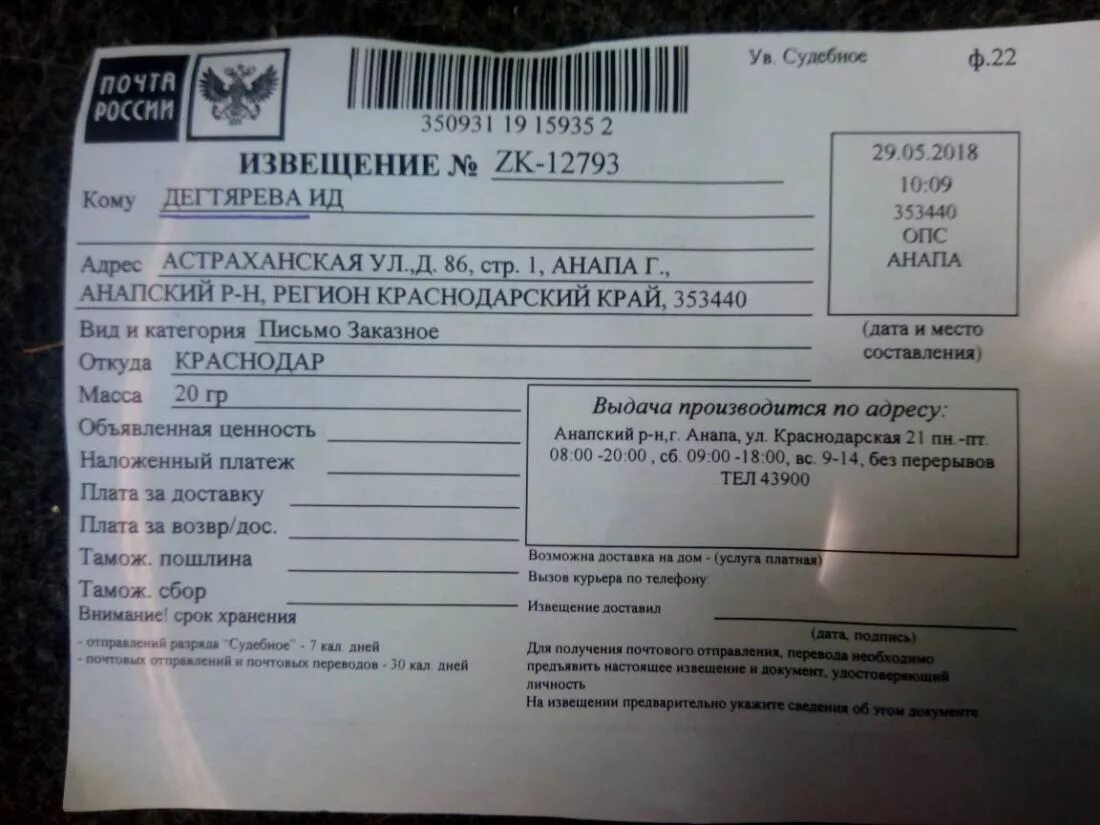 ПОЧТА
РОССИИ
350931 19 15935 2
Ув. Судебное
ф.22
ИЗВЕЩЕНИЕ № ZK-12793
29.05.2018
10:09
353440
ОПС
АНАПА
(дата и место
составления)
Кому ДЕГТЯРЕВА ИД
Адрес АСТРАХАНСКАЯ УЛ.,Д. 86, стр. 1, АНАПА Г.,
АНАПСКИЙ Р-Н, РЕГИОН КРАСНОДАРСКИЙ КРАЙ, 353440
Вид и категория Письмо Заказное
Откуда КРАСНОДАР
Масса 20 гр
Объявленная ценность
Наложенный платеж
Плата за доставку
Плата за возвр/дос.
Тамож. пошлина
Тамож. сбор
Внимание! срок хранения
- отправлений разряда "Судебное" - 7 кал. дней
- почтовых отправлений и почтовых переводов - 30 кал. дней
Выдача производится по адресу:
Анапский р-н,г. Анапа, ул. Краснодарская 21 пн.-пт.
08:00 -20:00 , сб. 09:00 -18:00, вс. 9-14, без перерывов
ТЕЛ 43900
Возможна доставка на дом - (услуга платная)
Вызов курьера по телефону
Извещение доставил
(дата, подпись)
Для получения почтового отправления, перевода необходимо
предъявить настоящее извещение и документ, удостоверяющий
личность
На извещении предварительно укажите сведения об этом документе